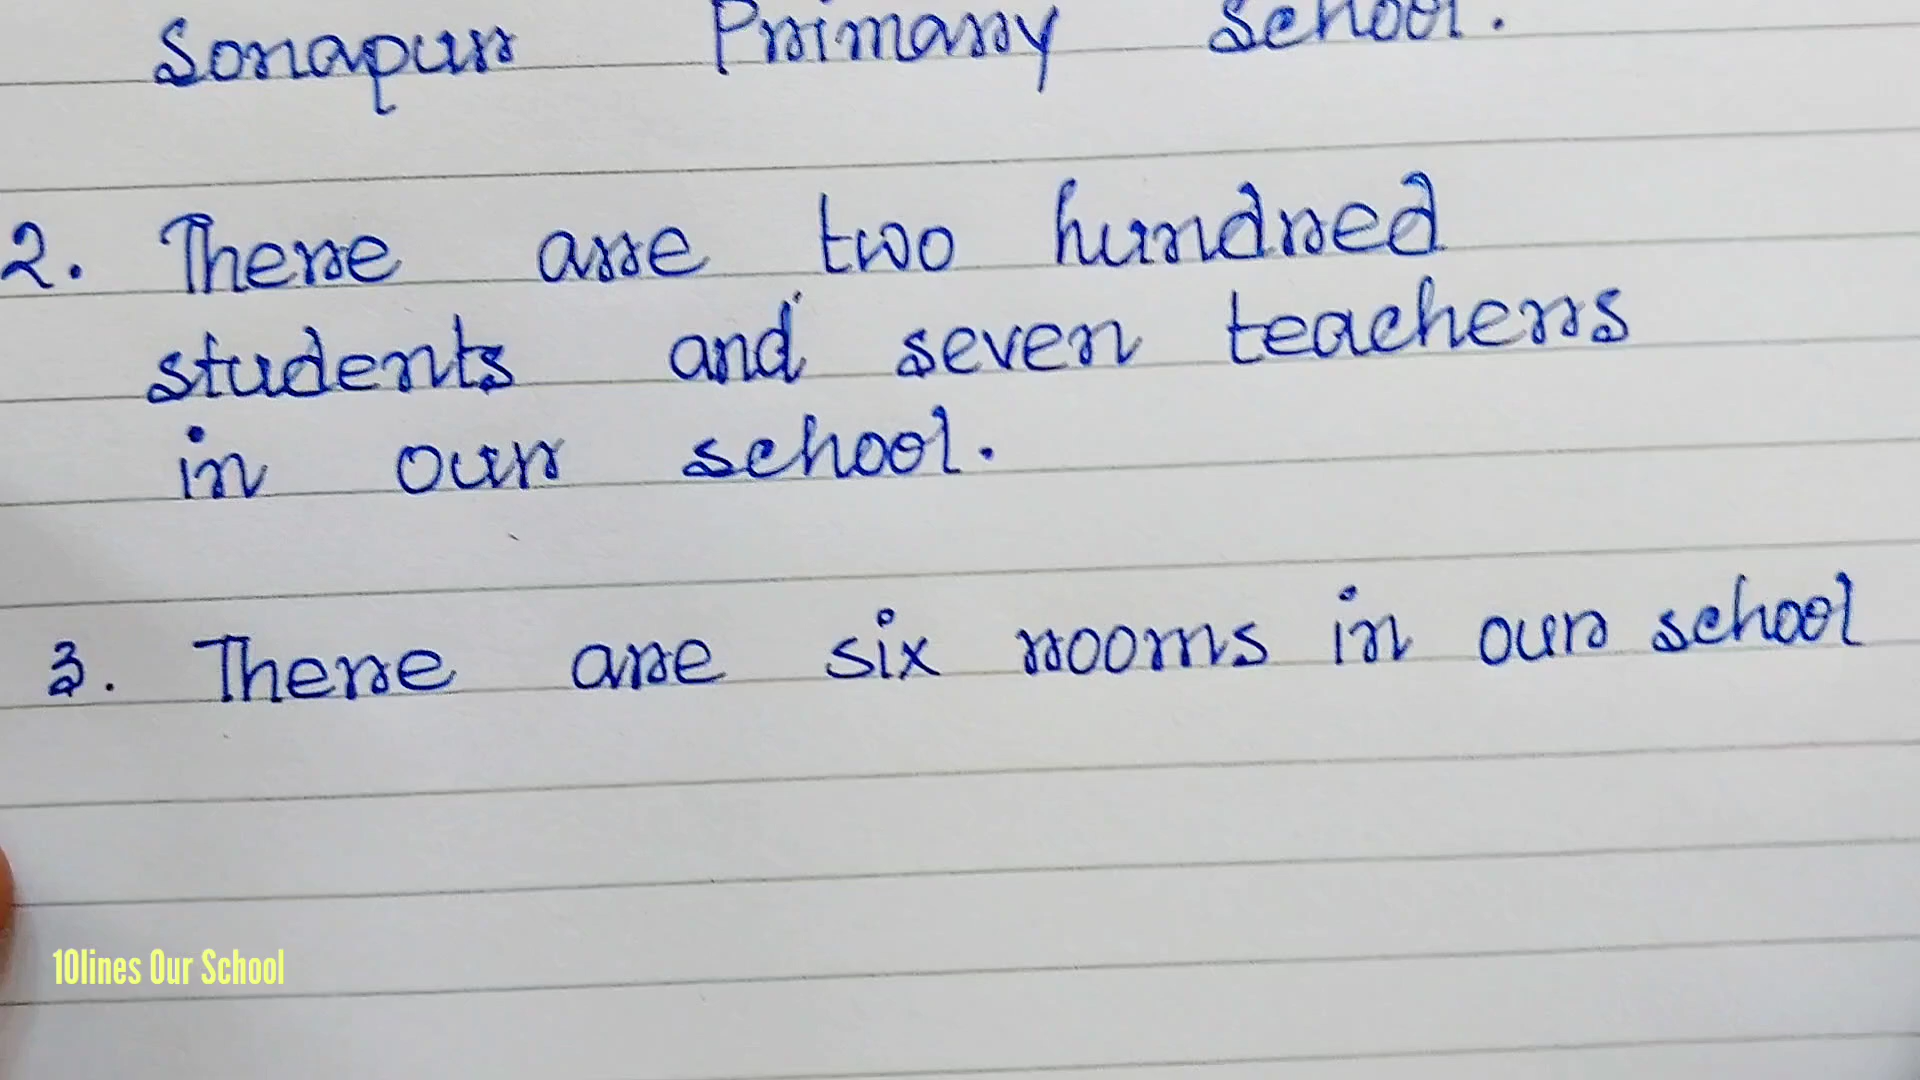 Sonapur Primary School.
2. There are two hundred
students and seven teachers
in our school.
3. There are six rooms in our school
10lines Our School